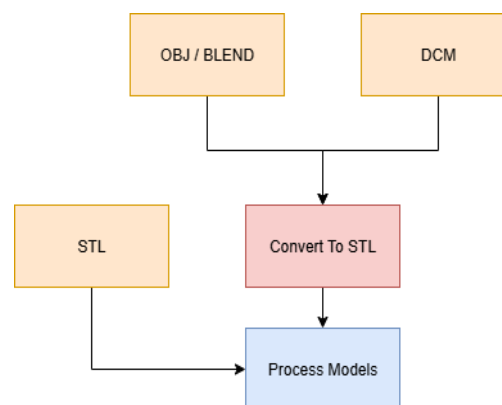 OBJ / BLEND
DCM
STL
Convert To STL
Process Models